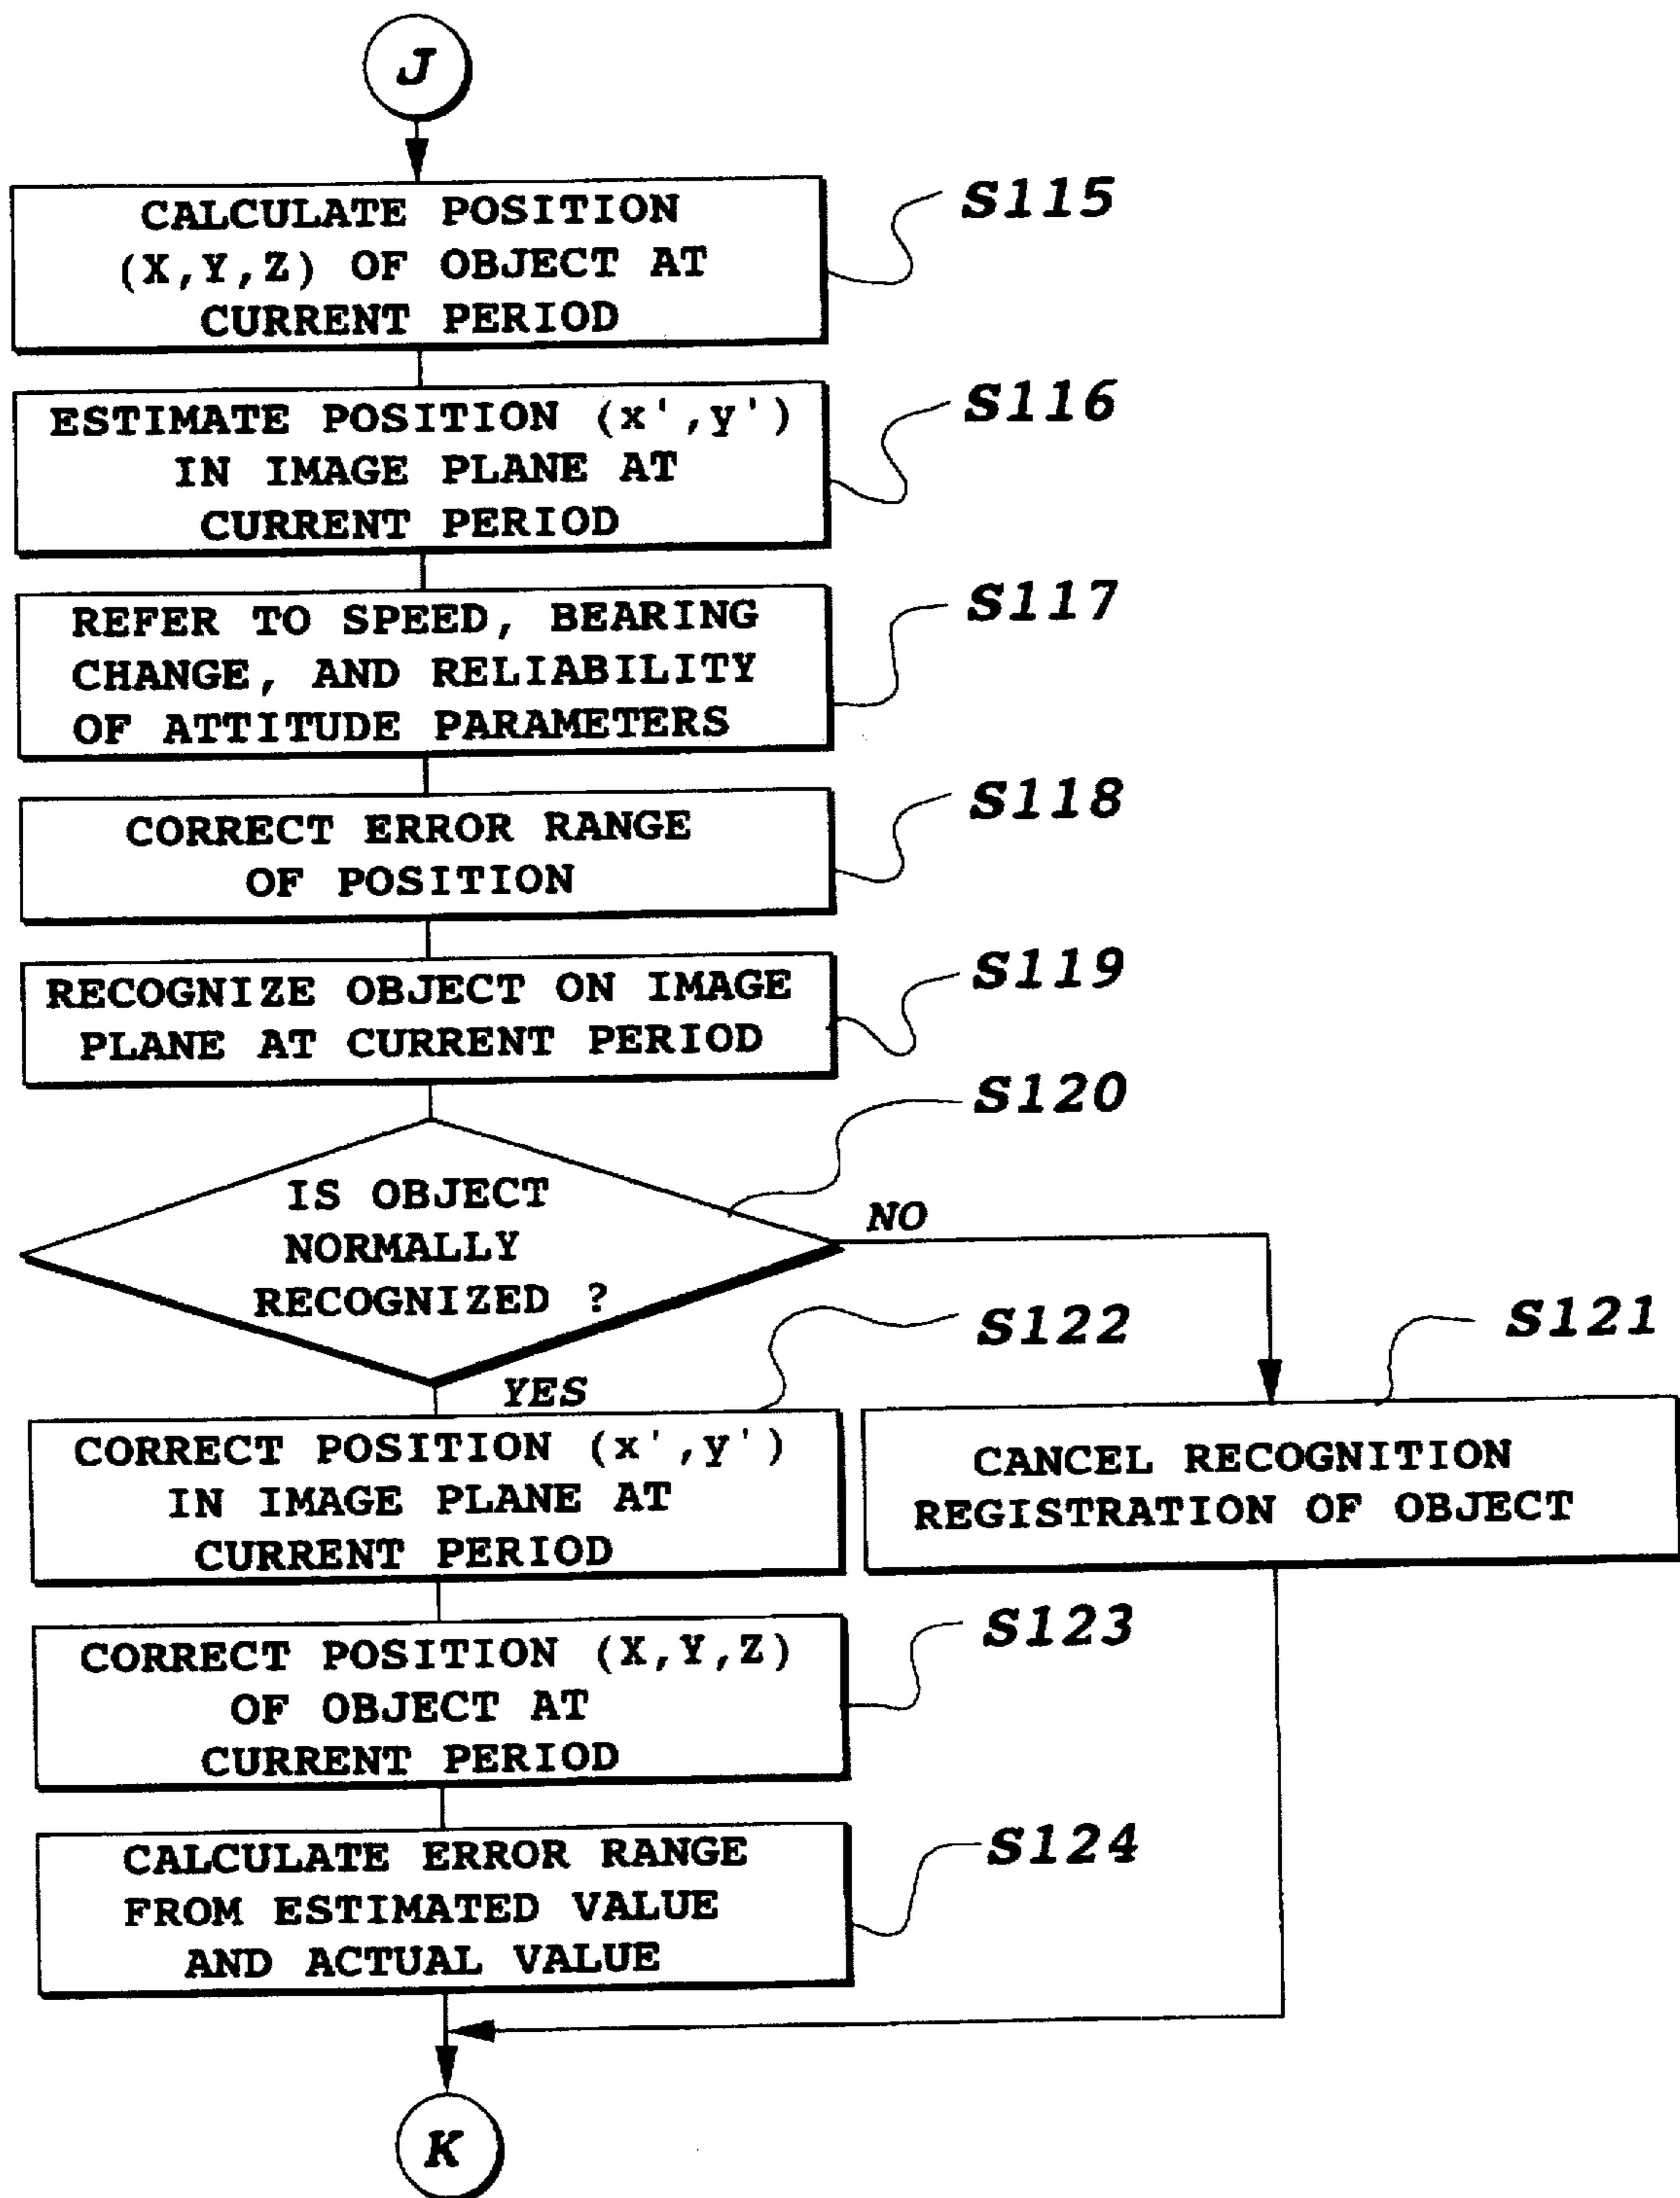 J
CALCULATE POSITION
(X,Y,Z) OF OBJECT AT
CURRENT PERIOD
S115
ESTIMATE POSITION (x',y')
IN IMAGE PLANE AT
CURRENT PERIOD
S116
REFER TO SPEED, BEARING
CHANGE, AND RELIABILITY
OF ATTITUDE PARAMETERS
S117
CORRECT ERROR RANGE
OF POSITION
S118
RECOGNIZE OBJECT ON IMAGE
PLANE AT CURRENT PERIOD
S119
IS OBJECT
NORMALLY
RECOGNIZED ?
S120
NO
YES
CANCEL RECOGNITION
REGISTRATION OF OBJECT
S121
CORRECT POSITION (x',y')
IN IMAGE PLANE AT
CURRENT PERIOD
S122
CORRECT POSITION (X,Y,Z)
OF OBJECT AT
CURRENT PERIOD
S123
CALCULATE ERROR RANGE
FROM ESTIMATED VALUE
AND ACTUAL VALUE
S124
K